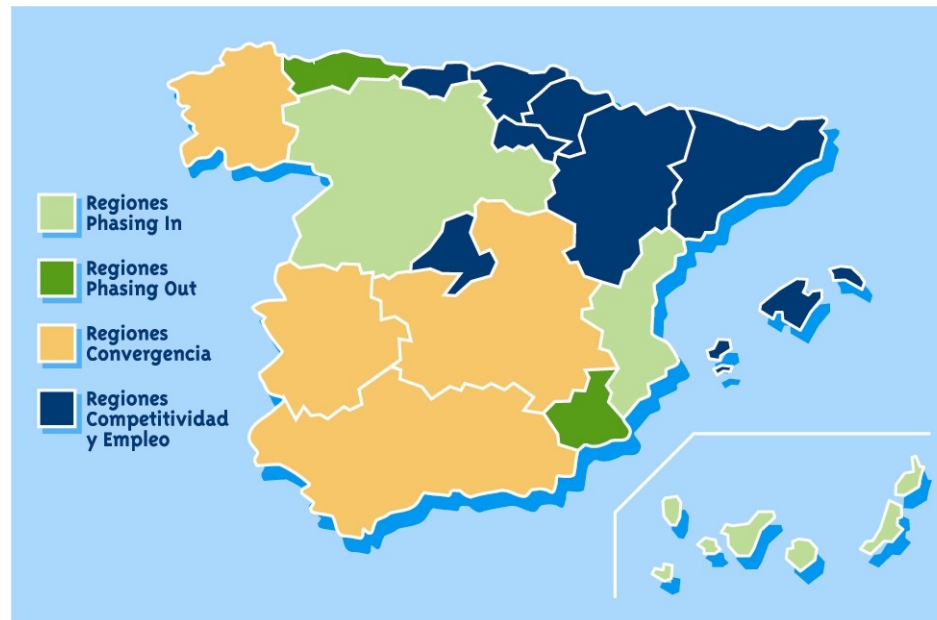 Regiones
Phasing In
Regiones
Phasing Out
Regiones
Convergencia
Regiones
Competitividad
y Empleo